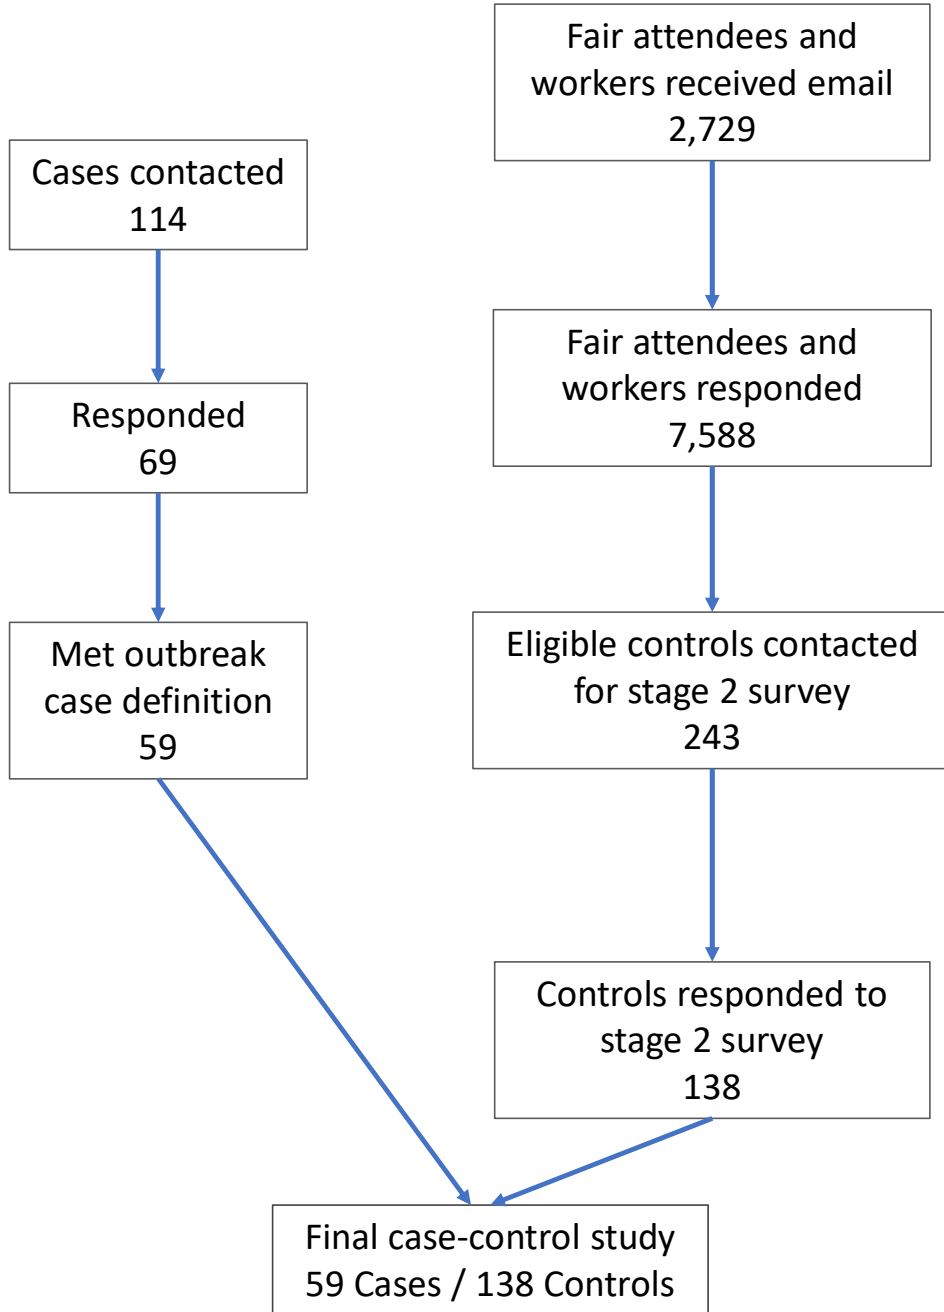 Cases contacted
114
Responded
69
Met outbreak
case definition
59
Fair attendees and
workers received email
2,729
Fair attendees and
workers responded
7,588
Eligible controls contacted
for stage 2 survey
243
Controls responded to
stage 2 survey
138
Final case-control study
59 Cases / 138 Controls